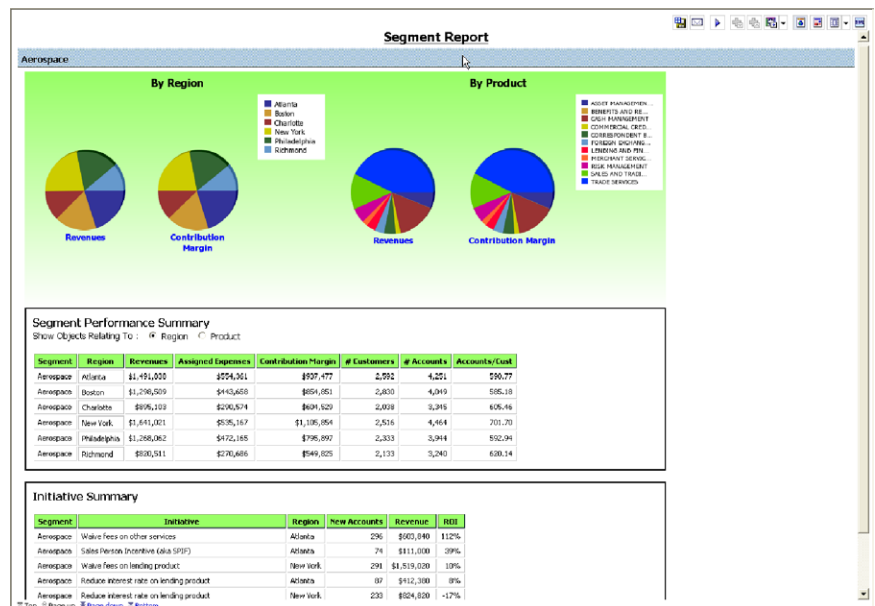 Segment Report
Aerospace
By Region
By Product
Atlanta
Boston
Charlotte
New York
Philadelphia
Richmond
ASSET MANAGEMEN...
BENEFITS AND RE...
CASH MANAGEMENT
COMMERCIAL CRED...
CORRESPONDENT B...
FOREIGN EXCHANG...
LENDING AND FIN...
MERCHANT SERVIC...
RISK MANAGEMENT
SALES AND TRADI...
TRADE SERVICES
Revenues
Contribution
Margin
Revenues
Contribution Margin
Segment Performance Summary
Show Objects Relating To : Region Product
Segment Region Revenues Assigned Expenses Contribution Margin # Customers # Accounts Accounts/Cust
Aerospace Atlanta $1,491,838 $554,361 $937,477 2,592 4,251 590.77
Aerospace Boston $1,298,509 $443,658 $854,851 2,830 4,049 585.18
Aerospace Charlotte $895,103 $290,574 $604,529 2,038 3,345 605.46
Aerospace New York $1,641,021 $535,167 $1,105,854 2,516 4,464 701.70
Aerospace Philadelphia $1,268,062 $472,165 $795,897 2,333 3,944 592.94
Aerospace Richmond $820,511 $270,686 $549,825 2,133 3,240 628.14
Initiative Summary
Segment Initiative Region New Accounts Revenue ROI
Aerospace Waive fees on other services Atlanta 296 $603,840 112%
Aerospace Sales Person Incentive (aka SPIF) Atlanta 74 $111,000 39%
Aerospace Waive fees on lending product New York 291 $1,519,020 10%
Aerospace Reduce interest rate on lending product Atlanta 87 $412,380 8%
Aerospace Reduce interest rate on lending product New York 233 $824,820 -17%
Top Page up Page down Bottom